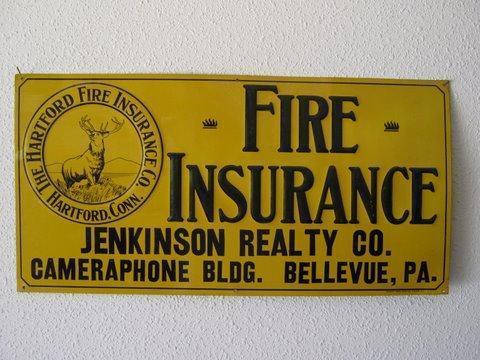 THE HARTFORD FIRE INSURANCE CO.
HARTFORD, CONN.
FIRE
INSURANCE
JENKINSON REALTY CO.
CAMERAPHONE BLDG. BELLEVUE, PA.